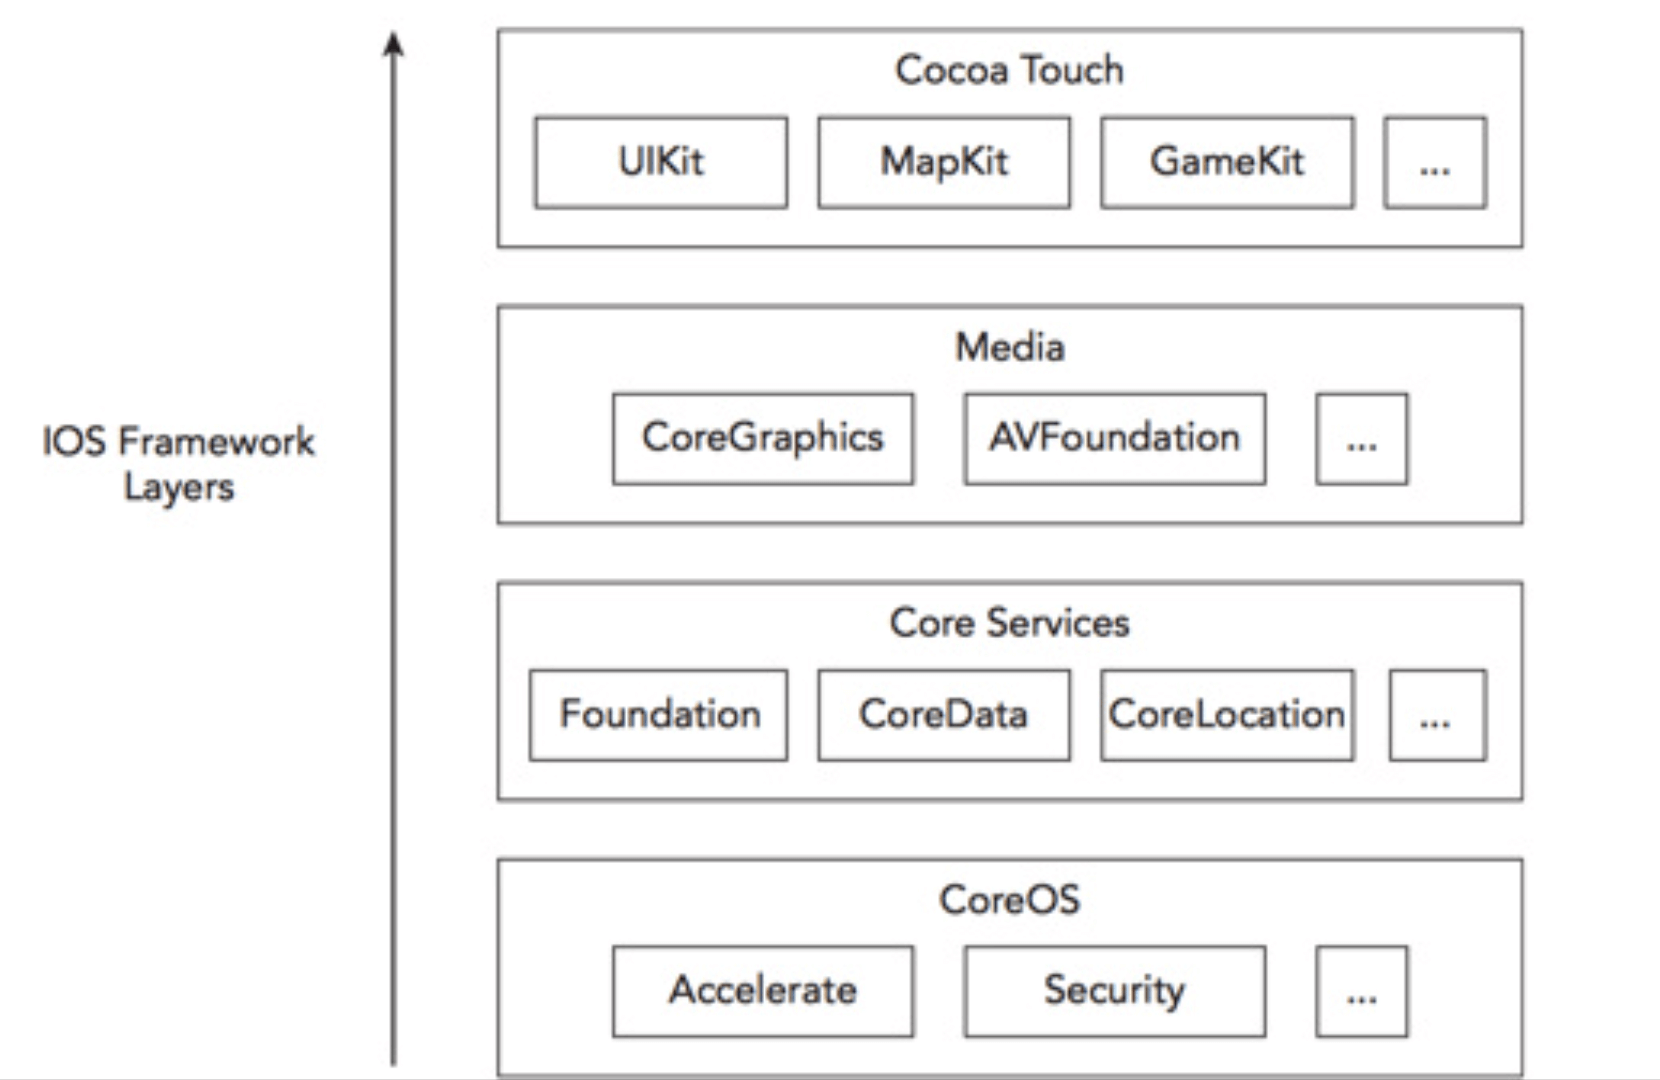 Cocoa Touch
UIKit
MapKit
GameKit
...
Media
CoreGraphics
AVFoundation
...
IOS Framework
Layers
Core Services
Foundation
CoreData
CoreLocation
...
CoreOS
Accelerate
Security
...